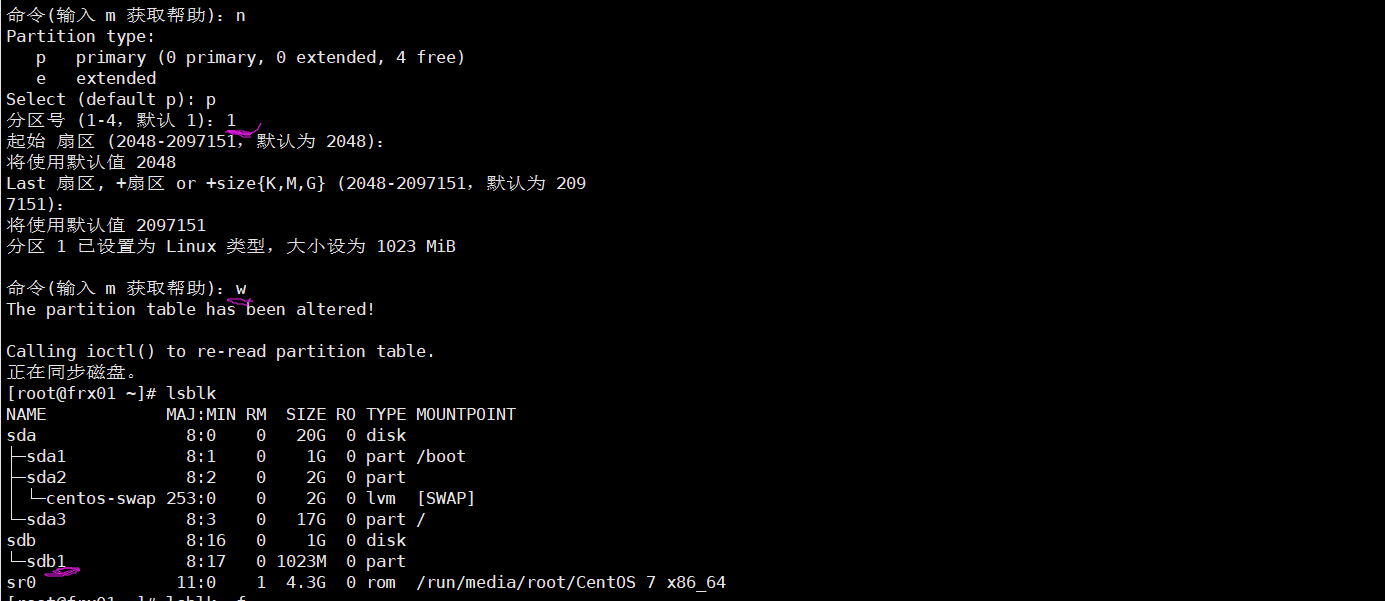 命令(输入 m 获取帮助)：n
Partition type:
   p   primary (0 primary, 0 extended, 4 free)
   e   extended
Select (default p): p
分区号 (1-4，默认 1)：1
起始 扇区 (2048-2097151，默认为 2048)：
将使用默认值 2048
Last 扇区, +扇区 or +size{K,M,G} (2048-2097151，默认为 209
7151)：
将使用默认值 2097151
分区 1 已设置为 Linux 类型，大小设为 1023 MiB
命令(输入 m 获取帮助)：w
The partition table has been altered!
Calling ioctl() to re-read partition table.
正在同步磁盘。
[root@frx01 ~]# lsblk
NAME            MAJ:MIN RM  SIZE RO TYPE MOUNTPOINT
sda               8:0    0   20G  0 disk
├─sda1            8:1    0    1G  0 part /boot
├─sda2            8:2    0    2G  0 part
│ └─centos-swap 253:0    0    2G  0 lvm  [SWAP]
└─sda3            8:3    0   17G  0 part /
sdb               8:16   0    1G  0 disk
└─sdb1            8:17   0 1023M  0 part
sr0              11:0    1  4.3G  0 rom  /run/media/root/CentOS 7 x86_64
[root@frx01 ~]# lsblk -f